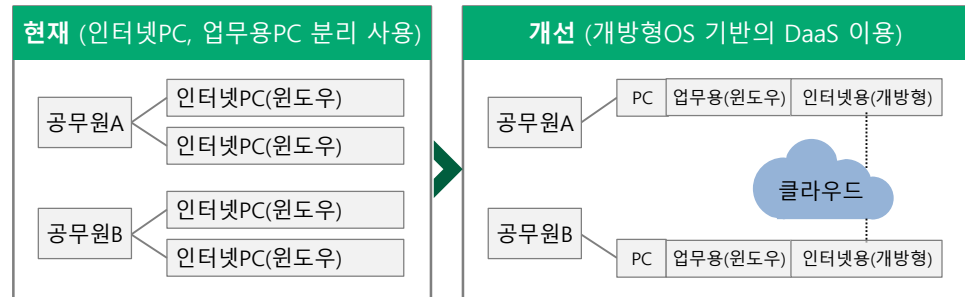 현재 (인터넷PC, 업무용PC 분리 사용)
공무원A
인터넷PC(윈도우)
인터넷PC(윈도우)
공무원B
인터넷PC(윈도우)
인터넷PC(윈도우)
개선 (개방형OS 기반의 DaaS 이용)
공무원A
PC 업무용(윈도우) 인터넷용(개방형)
클라우드
공무원B
PC 업무용(윈도우) 인터넷용(개방형)